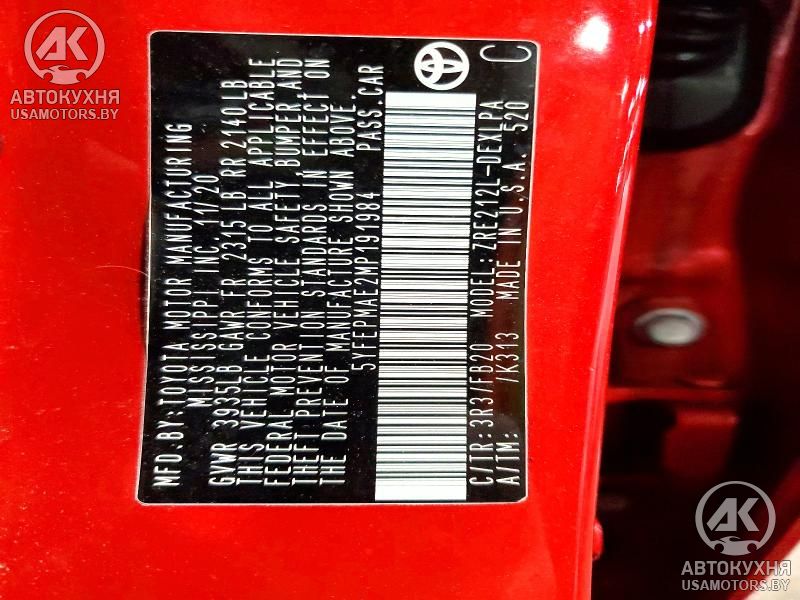 AK
АВТОКУХНЯ
USAMOTORS.BY
MFD.BY:TOYOTA MOTOR MANUFACTURING
MISSISSIPPI, INC. 11/20
GVWR 3935LB GAWR FR 2315 LB RR 2140 LB
THIS VEHICLE CONFORMS TO ALL APPLICABLE
FEDERAL MOTOR VEHICLE SAFETY, BUMPER,AND
THEFT PREVENTION STANDARDS IN EFFECT ON
THE DATE OF MANUFACTURE SHOWN ABOVE.
5YFEPMAE2MP191984 PASS.CAR
C/TR:3R3/FB20 MODEL:ZRE212L-DEXLPA
A/TM: /K313 MADE IN U.S.A. 520
C
AK
АВТОКУХНЯ
USAMOTORS.BY